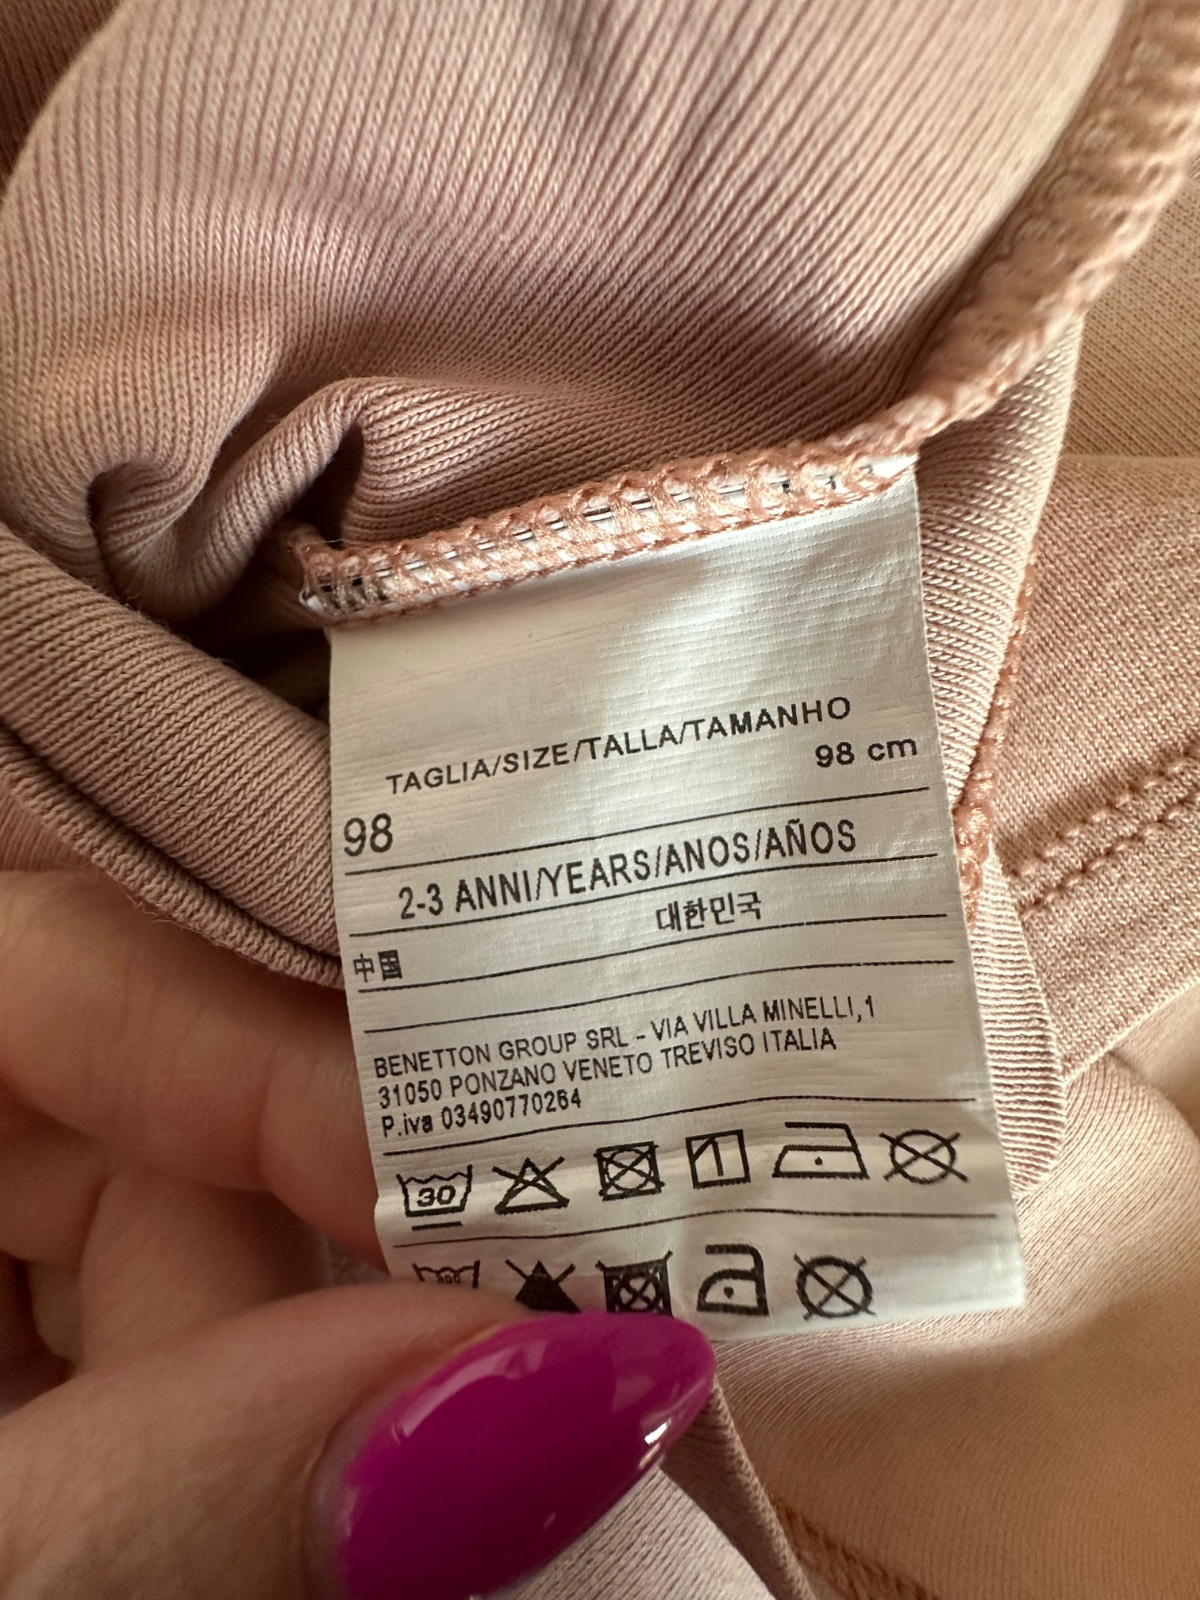 TAGLIA/SIZE/TALLA/TAMANHO
98 98 cm
2-3 ANNI/YEARS/ANOS/AÑOS
中国 대한민국
BENETTON GROUP SRL - VIA VILLA MINELLI,1
31050 PONZANO VENETO TREVISO ITALIA
P.iva 03490770264
30